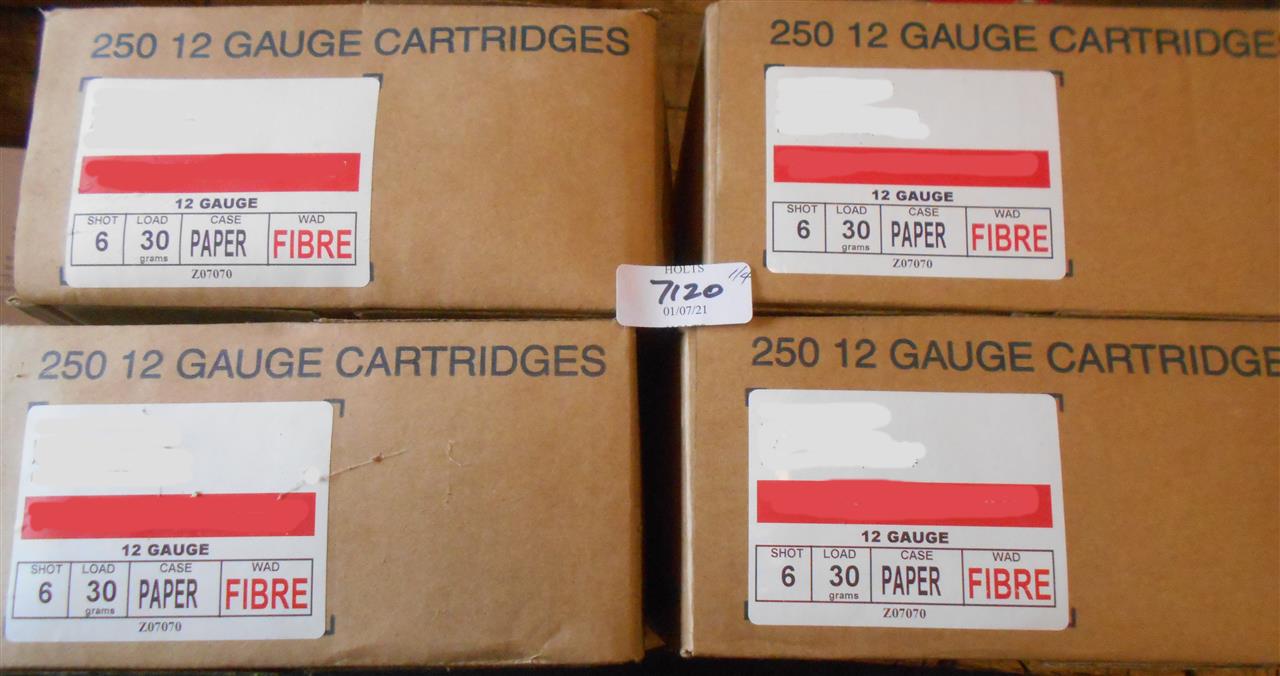 250 12 GAUGE CARTRIDGES
12 GAUGE
SHOT LOAD CASE WAD
6 30 PAPER FIBRE
grams
Z07070
250 12 GAUGE CARTRIDGE
12 GAUGE
SHOT LOAD CASE WAD
6 30 PAPER FIBRE
grams
Z07070
HOLTS 1/4
7120
01/07/21
250 12 GAUGE CARTRIDGES
12 GAUGE
SHOT LOAD CASE WAD
6 30 PAPER FIBRE
grams
Z07070
250 12 GAUGE CARTRIDGE
12 GAUGE
SHOT LOAD CASE WAD
6 30 PAPER FIBRE
grams
Z07070